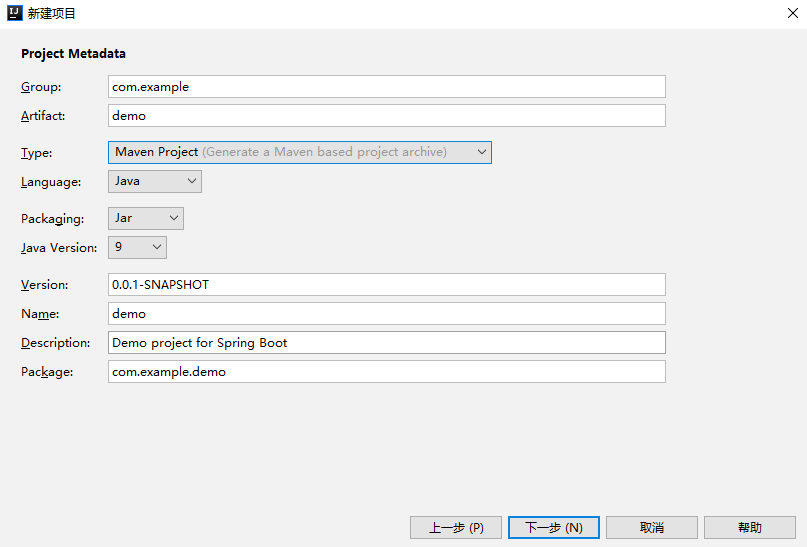 IJ 新建项目
Project Metadata
Group: com.example
Artifact: demo
Type: Maven Project (Generate a Maven based project archive)
Language: Java
Packaging: Jar
Java Version: 9
Version: 0.0.1-SNAPSHOT
Name: demo
Description: Demo project for Spring Boot
Package: com.example.demo
上一步 (P) 下一步 (N) 取消 帮助